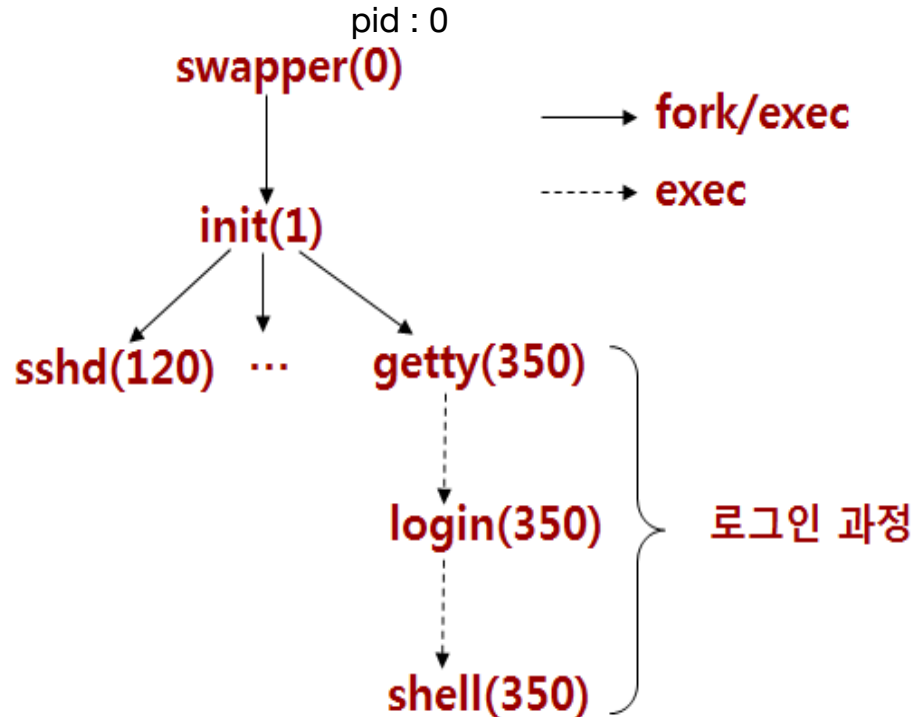 pid : 0
swapper(0)
fork/exec
exec
init(1)
sshd(120) ... getty(350)
login(350)
로그인 과정
shell(350)